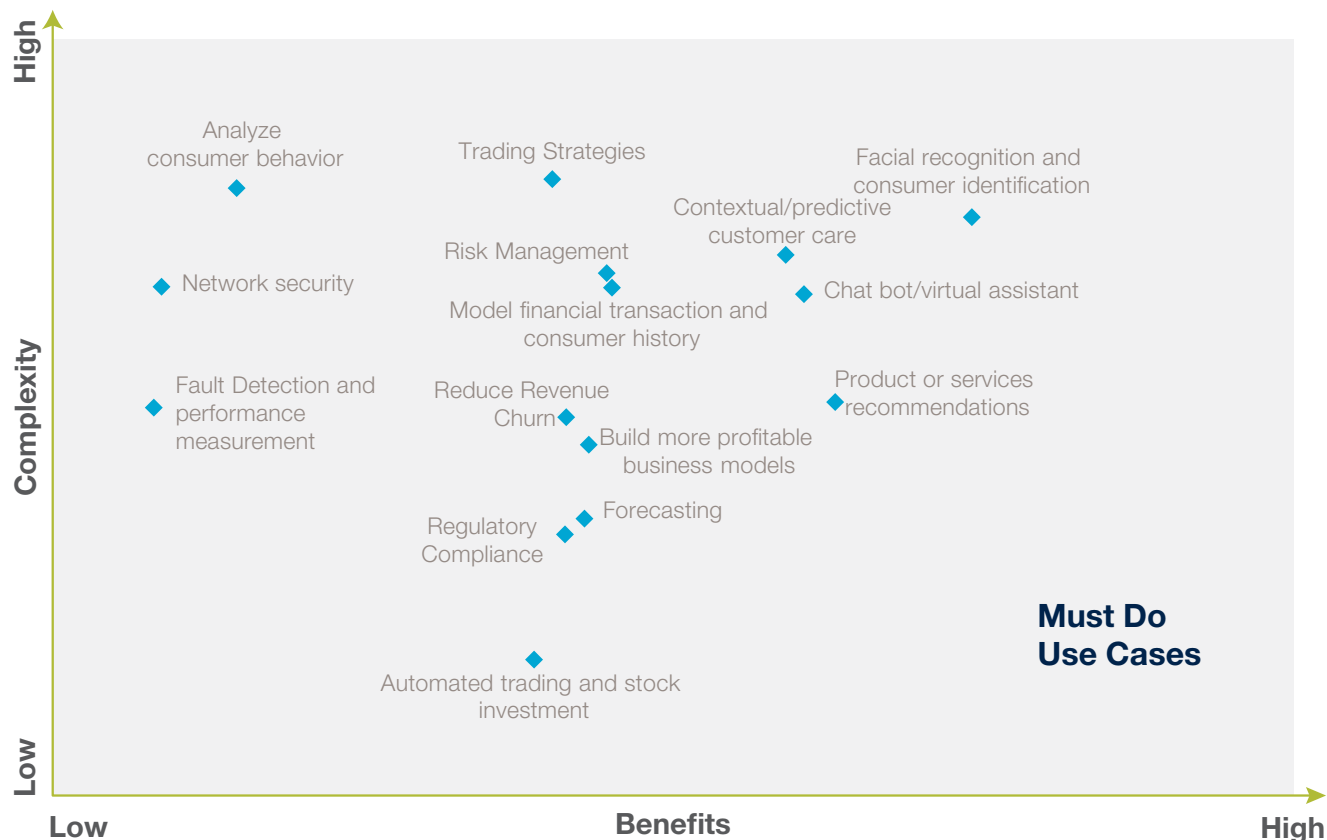 High
Analyze
consumer behavior
Trading Strategies
Facial recognition and
consumer identification
Contextual/predictive
customer care
Risk Management
Network security
Chat bot/virtual assistant
Model financial transaction and
consumer history
Complexity
Fault Detection and
performance
measurement
Reduce Revenue
Churn
Product or services
recommendations
Build more profitable
business models
Forecasting
Regulatory
Compliance
Must Do
Use Cases
Automated trading and stock
investment
Low
Low
Benefits
High